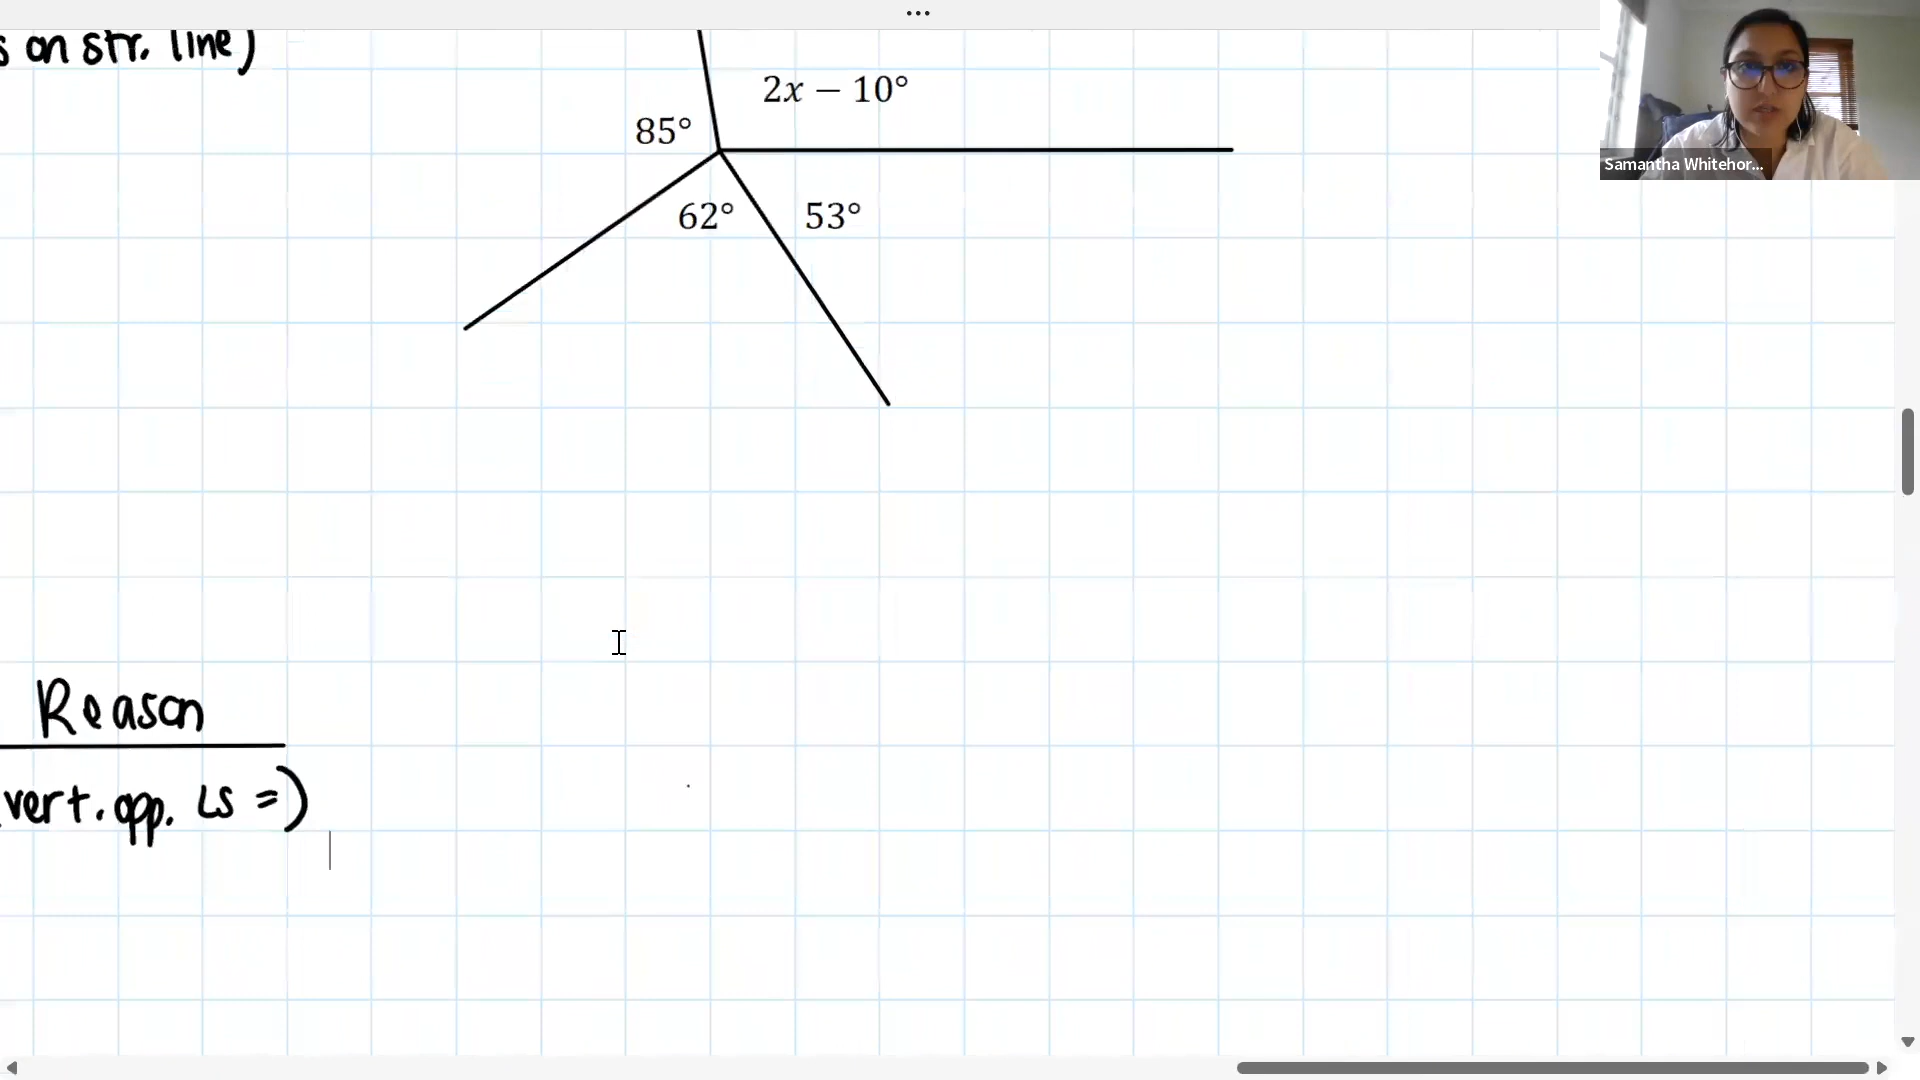 s on str. line)
2x − 10°
85°
62°
53°
Samantha Whitehor...
Reason
vert. opp. ∠s =)